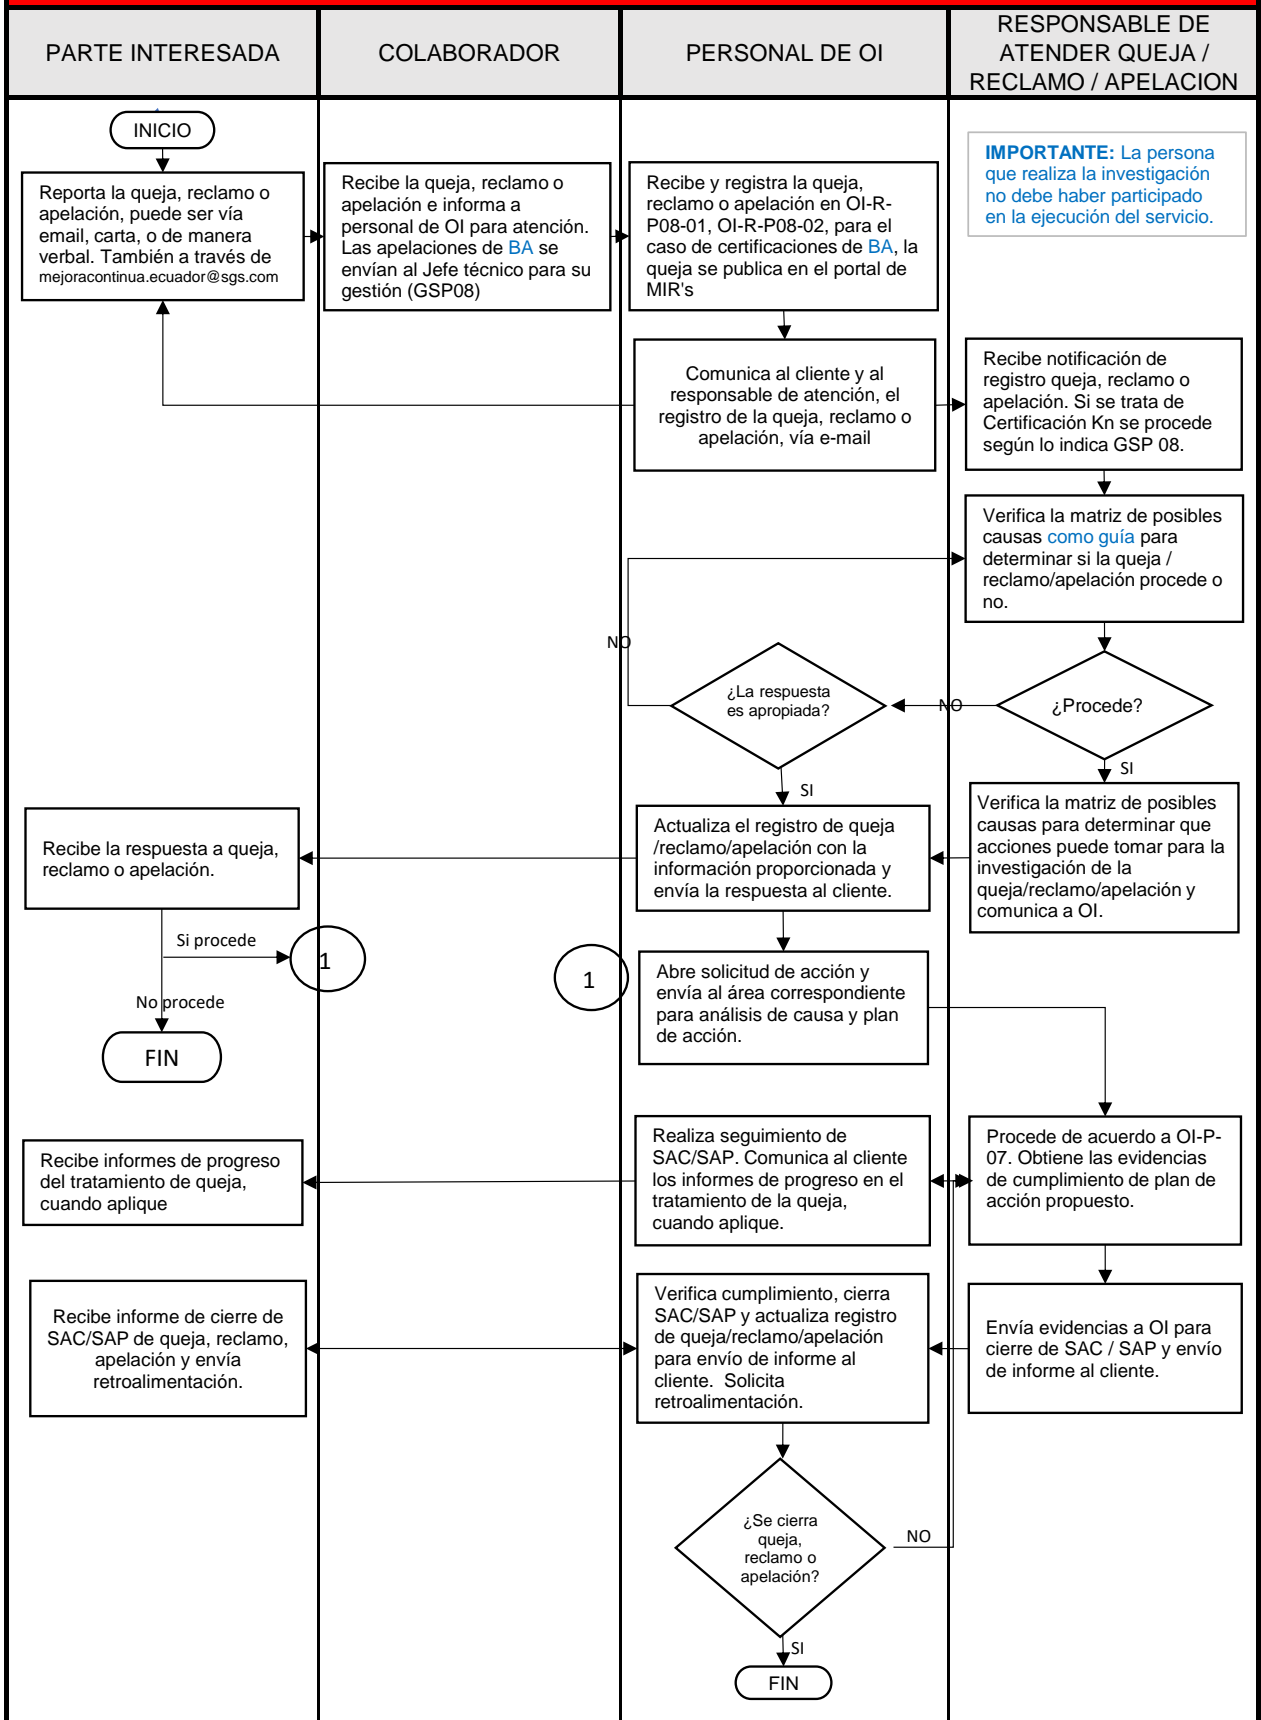 PARTE INTERESADA
COLABORADOR
PERSONAL DE OI
RESPONSABLE DE
ATENDER QUEJA /
RECLAMO / APELACION
INICIO
Reporta la queja, reclamo o
apelación, puede ser vía
email, carta, o de manera
verbal. También a través de
mejoracontinua.ecuador@sgs.com
Recibe la queja, reclamo o
apelación e informa a
personal de OI para atención.
Las apelaciones de BA se
envían al Jefe técnico para su
gestión (GSP08)
Recibe y registra la queja,
reclamo o apelación en OI-R-
P08-01, OI-R-P08-02, para el
caso de certificaciones de BA, la
queja se publica en el portal de
MIR's
IMPORTANTE: La persona
que realiza la investigación
no debe haber participado
en la ejecución del servicio.
Comunica al cliente y al
responsable de atención, el
registro de la queja, reclamo o
apelación, vía e-mail
Recibe notificación de
registro queja, reclamo o
apelación. Si se trata de
Certificación Kn se procede
según lo indica GSP 08.
Verifica la matriz de posibles
causas como guía para
determinar si la queja /
reclamo/apelación procede o
no.
NO
¿La respuesta
es apropiada?
NO
¿Procede?
SI
SI
Recibe la respuesta a queja,
reclamo o apelación.
Actualiza el registro de queja
/reclamo/apelación con la
información proporcionada y
envía la respuesta al cliente.
Verifica la matriz de posibles
causas para determinar que
acciones puede tomar para la
investigación de la
queja/reclamo/apelación y
comunica a OI.
Si procede
1
1
No procede
FIN
Abre solicitud de acción y
envía al área correspondiente
para análisis de causa y plan
de acción.
Recibe informes de progreso
del tratamiento de queja,
cuando aplique
Realiza seguimiento de
SAC/SAP. Comunica al cliente
los informes de progreso en el
tratamiento de la queja,
cuando aplique.
Procede de acuerdo a OI-P-
07. Obtiene las evidencias
de cumplimiento de plan de
acción propuesto.
Recibe informe de cierre de
SAC/SAP de queja, reclamo,
apelación y envía
retroalimentación.
Verifica cumplimiento, cierra
SAC/SAP y actualiza registro
de queja/reclamo/apelación
para envío de informe al
cliente. Solicita
retroalimentación.
Envía evidencias a OI para
cierre de SAC / SAP y envío
de informe al cliente.
¿Se cierra
queja,
reclamo o
apelación?
NO
SI
FIN